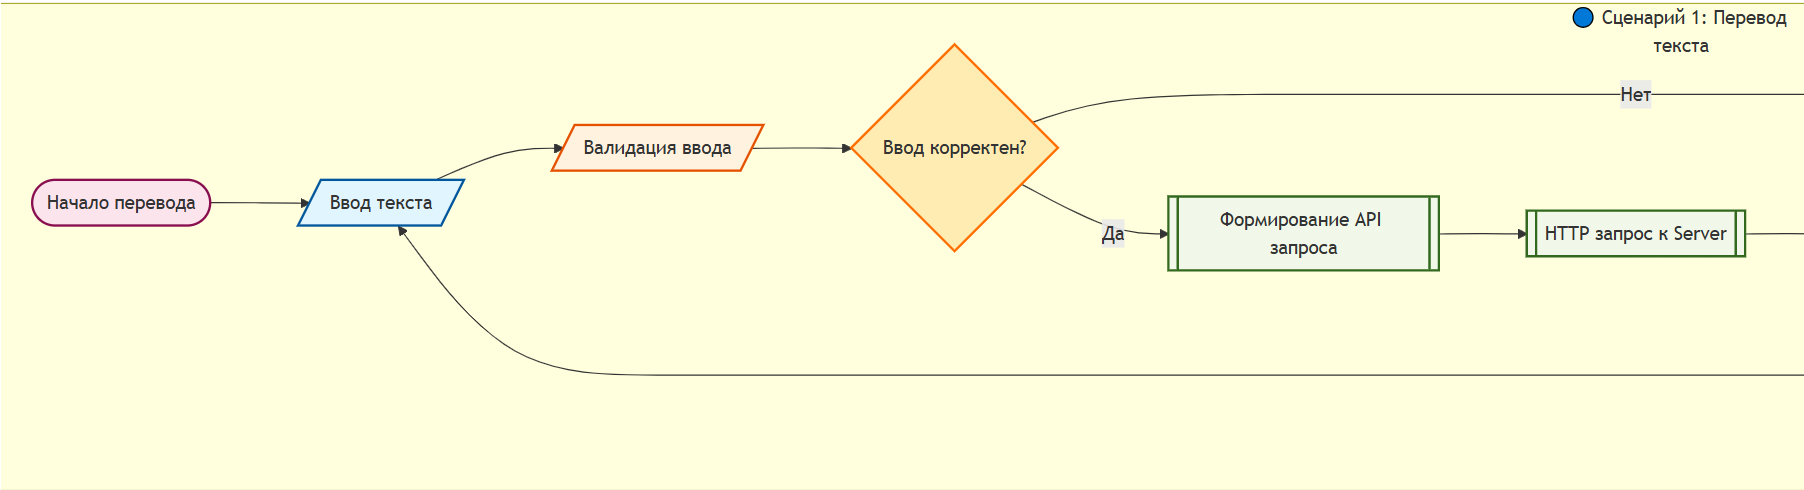 Сценарий 1: Перевод
текста
Нет
Начало перевода
Ввод текста
Валидация ввода
Ввод корректен?
Да
Формирование API
запроса
HTTP запрос к Server